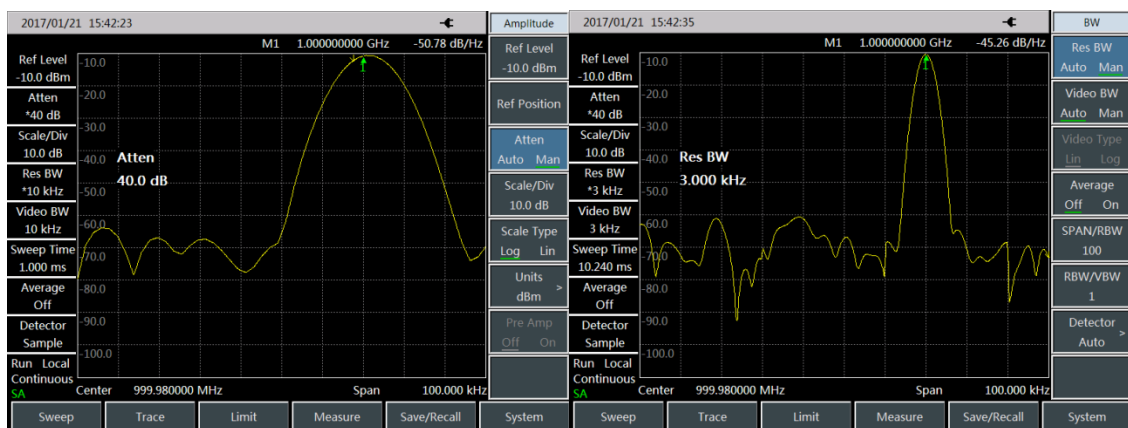 2017/01/21 15:42:23
M1 1.000000000 GHz -50.78 dB/Hz
Ref Level
-10.0 dBm
Atten
*40 dB
Scale/Div
10.0 dB
Res BW
*10 kHz
Video BW
10 kHz
Sweep Time
1.000 ms
Average
Off
Detector
Sample
Run Local
Continuous
SA
-10.0
-20.0
-30.0
-40.0
-50.0
-60.0
-70.0
-80.0
-90.0
-100.0
Atten
40.0 dB
1
Center 999.980000 MHz Span 100.000 kHz
Amplitude
Ref Level
-10.0 dBm
Ref Position
Atten
Auto Man
Scale/Div
10.0 dB
Scale Type
Log Lin
Units
dBm >
Pre Amp
Off On
Sweep Trace Limit Measure Save/Recall System
2017/01/21 15:42:35
M1 1.000000000 GHz -45.26 dB/Hz
Ref Level
-10.0 dBm
Atten
*40 dB
Scale/Div
10.0 dB
Res BW
*3 kHz
Video BW
3 kHz
Sweep Time
10.240 ms
Average
Off
Detector
Sample
Run Local
Continuous
SA
-10.0
-20.0
-30.0
-40.0
-50.0
-60.0
-70.0
-80.0
-90.0
-100.0
Res BW
3.000 kHz
1
Center 999.980000 MHz Span 100.000 kHz
BW
Res BW
Auto Man
Video BW
Auto Man
Video Type
Lin Log
Average
Off On
SPAN/RBW
100
RBW/VBW
1
Detector
Auto >
Sweep Trace Limit Measure Save/Recall System